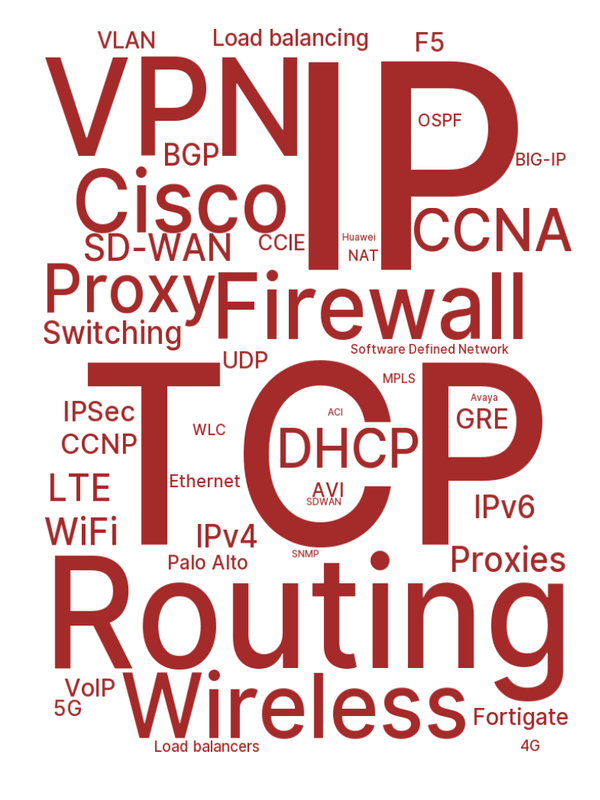 VLAN
Load balancing
F5
VPN
IP
OSPF
BGP
BIG-IP
Cisco
CCNA
SD-WAN
CCIE
Huawei
NAT
Proxy
Firewall
Switching
Software Defined Network
UDP
TCP
MPLS
IPSec
ACI
Avaya
GRE
WLC
CCNP
DHCP
LTE
Ethernet
AVI
SDWAN
IPv6
WiFi
IPv4
SNMP
Palo Alto
Proxies
Routing
VoIP
Wireless
5G
Fortigate
Load balancers
4G